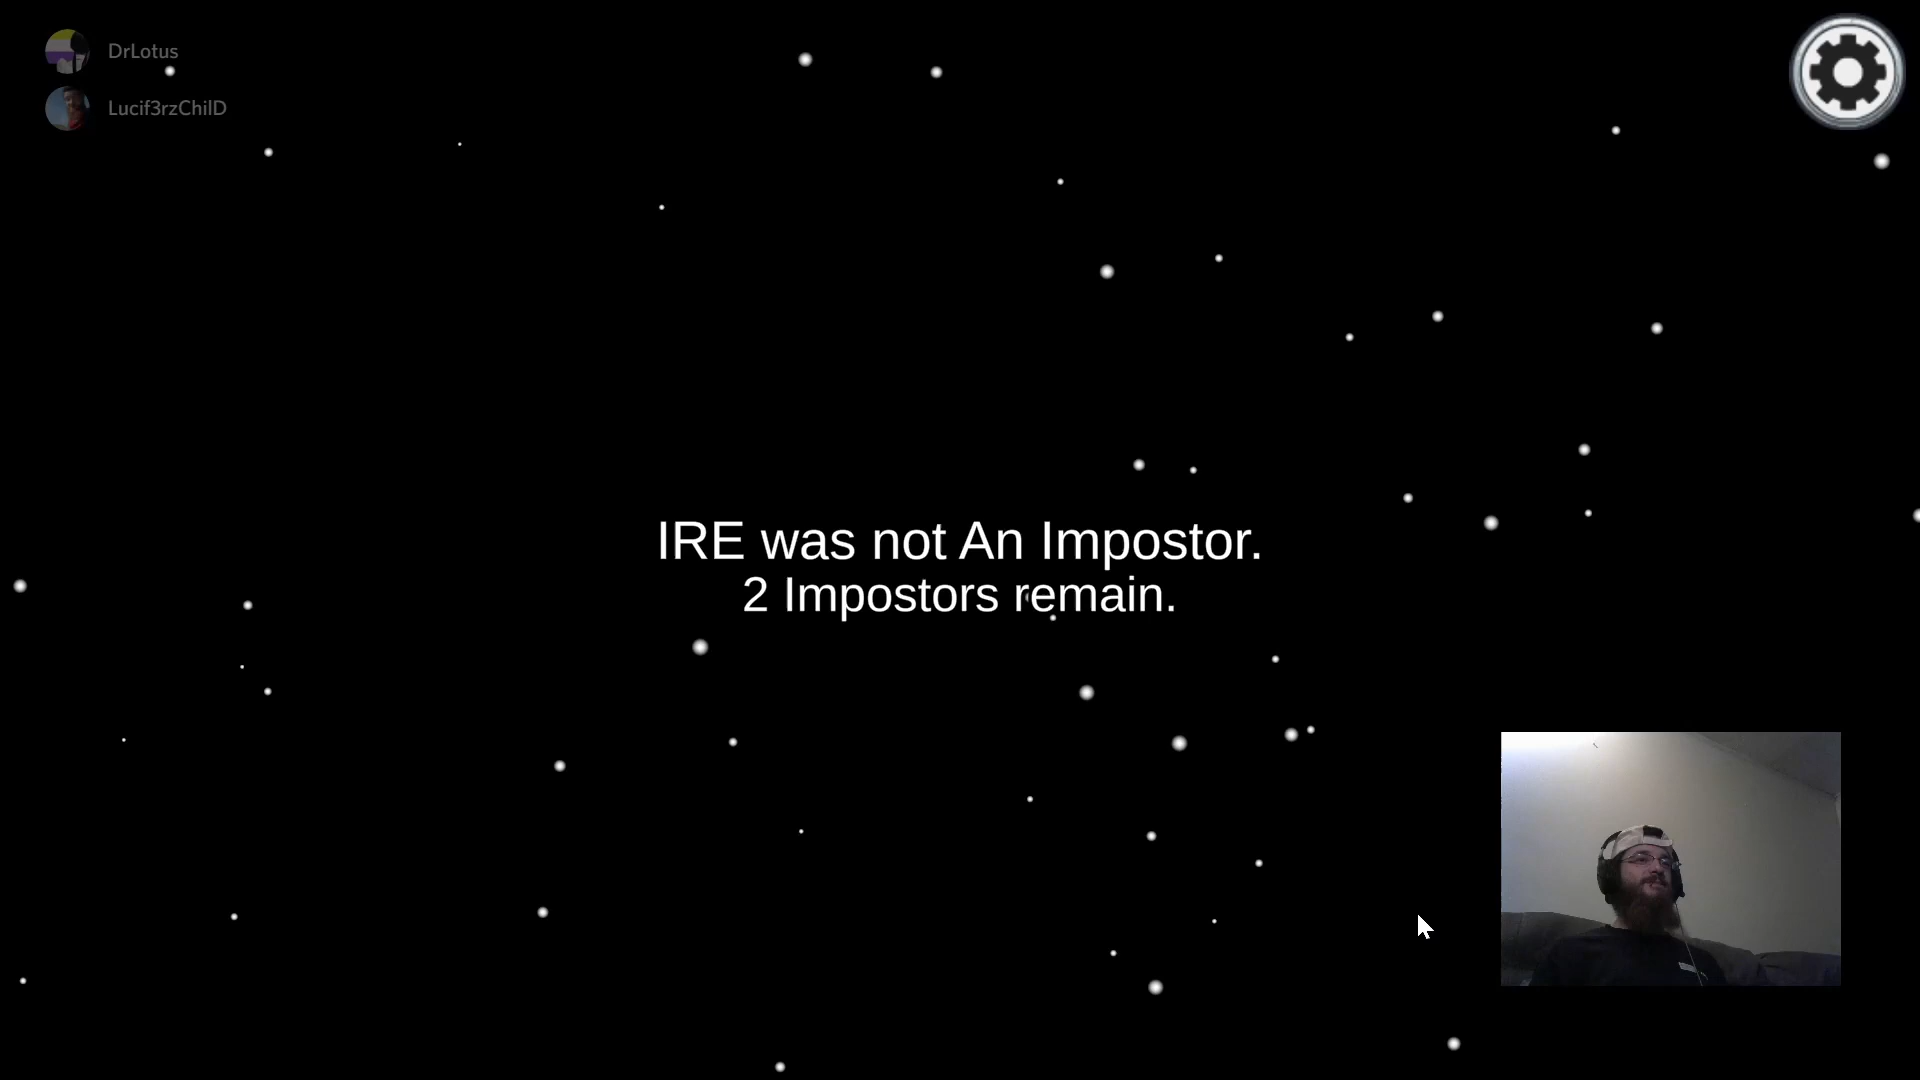 DrLotus
Lucif3rzChilD
IRE was not An Impostor.
2 Impostors remain.